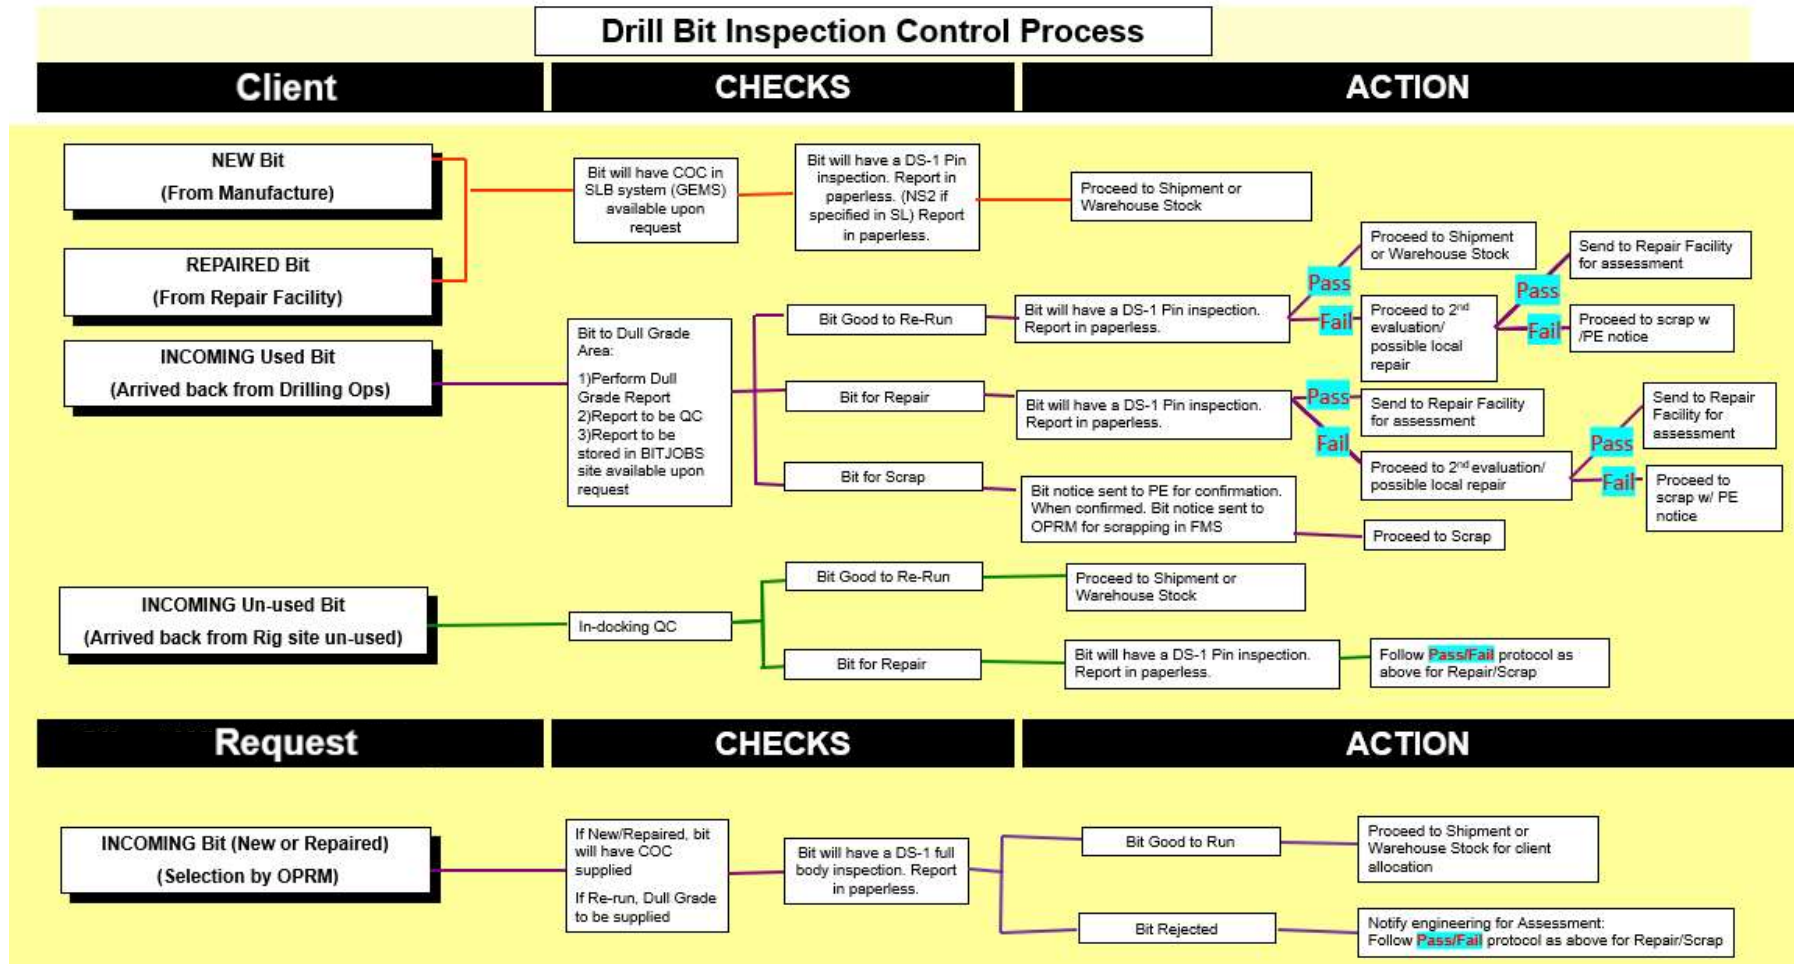 Drill Bit Inspection Control Process
Client
CHECKS
ACTION
NEW Bit
(From Manufacture)
Bit will have COC in
SLB system (GEMS)
available upon
request
Bit will have a DS-1 Pin
inspection. Report in
paperless. (NS2 if
specified in SL) Report
in paperless.
Proceed to Shipment or
Warehouse Stock
REPAIRED Bit
(From Repair Facility)
INCOMING Used Bit
(Arrived back from Drilling Ops)
Bit to Dull Grade
Area:
1)Perform Dull
Grade Report
2)Report to be QC
3)Report to be
stored in BITJOBS
site available upon
request
Bit Good to Re-Run
Bit will have a DS-1 Pin inspection.
Report in paperless.
Pass
Proceed to Shipment
or Warehouse Stock
Fail
Proceed to 2nd
evaluation/
possible local
repair
Pass
Send to Repair Facility
for assessment
Fail
Proceed to scrap w
/PE notice
Bit for Repair
Bit will have a DS-1 Pin inspection.
Report in paperless.
Pass
Send to Repair Facility
for assessment
Fail
Proceed to 2nd evaluation/
possible local repair
Pass
Send to Repair
Facility for
assessment
Fail
Proceed to
scrap w/ PE
notice
Bit for Scrap
Bit notice sent to PE for confirmation.
When confirmed. Bit notice sent to
OPRM for scrapping in FMS
Proceed to Scrap
INCOMING Un-used Bit
(Arrived back from Rig site un-used)
In-docking QC
Bit Good to Re-Run
Proceed to Shipment or
Warehouse Stock
Bit for Repair
Bit will have a DS-1 Pin inspection.
Report in paperless.
Follow Pass/Fail protocol as
above for Repair/Scrap
Request
CHECKS
ACTION
INCOMING Bit (New or Repaired)
(Selection by OPRM)
If New/Repaired, bit
will have COC
supplied
If Re-run, Dull Grade
to be supplied
Bit will have a DS-1 full
body inspection. Report
in paperless.
Bit Good to Run
Proceed to Shipment or
Warehouse Stock for client
allocation
Bit Rejected
Notify engineering for Assessment:
Follow Pass/Fail protocol as above for Repair/Scrap